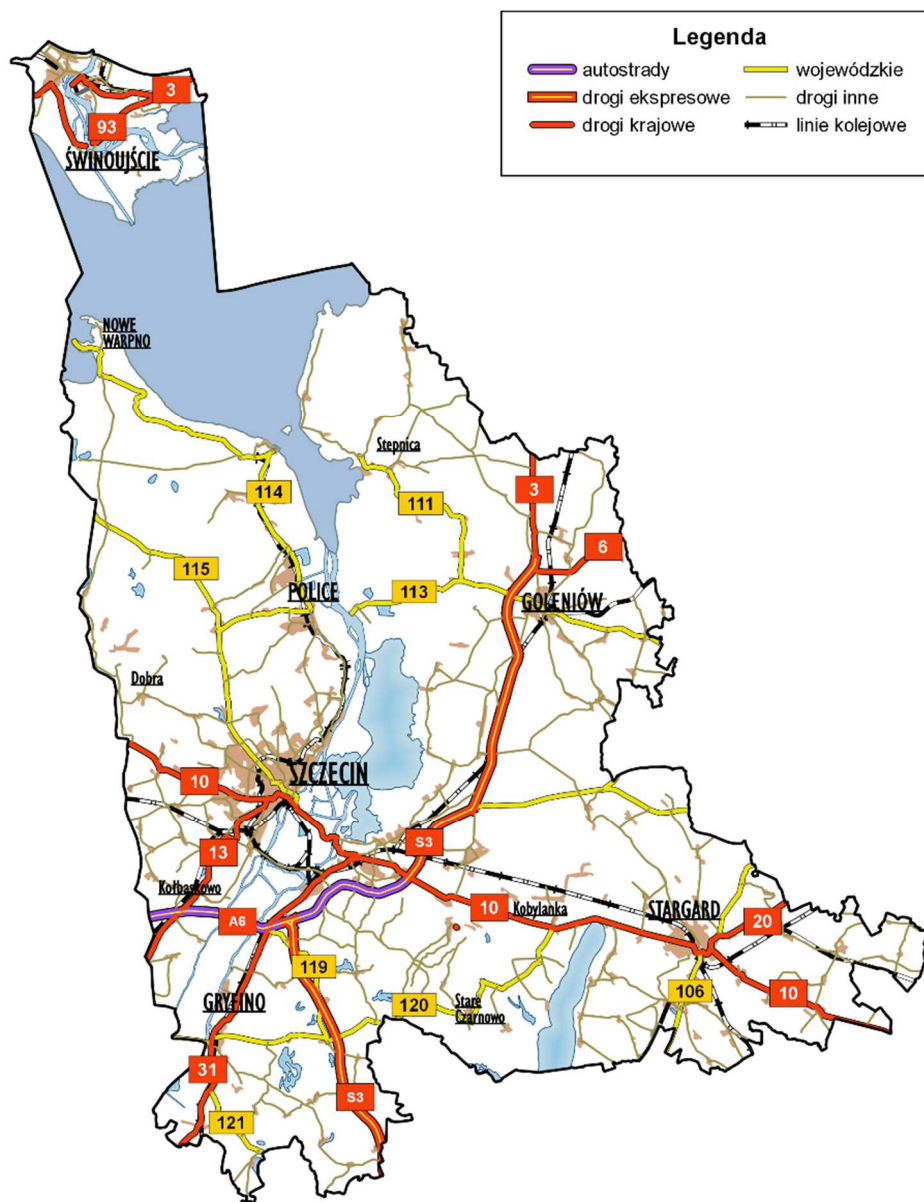 Legenda
autostrady
drogi ekspresowe
drogi krajowe
wojewódzkie
drogi inne
linie kolejowe
3
93
ŚWINOUJŚCIE
NOWE
WARPNO
Stepnica
114
111
3
6
115
POLICE
113
GOLENIÓW
Dobra
SZCZECIN
10
S3
13
Kołbaskowo
10
Kobylanka
STARGARD
20
A6
119
106
10
GRYFINO
120
Stare
Czarnowo
31
S3
121